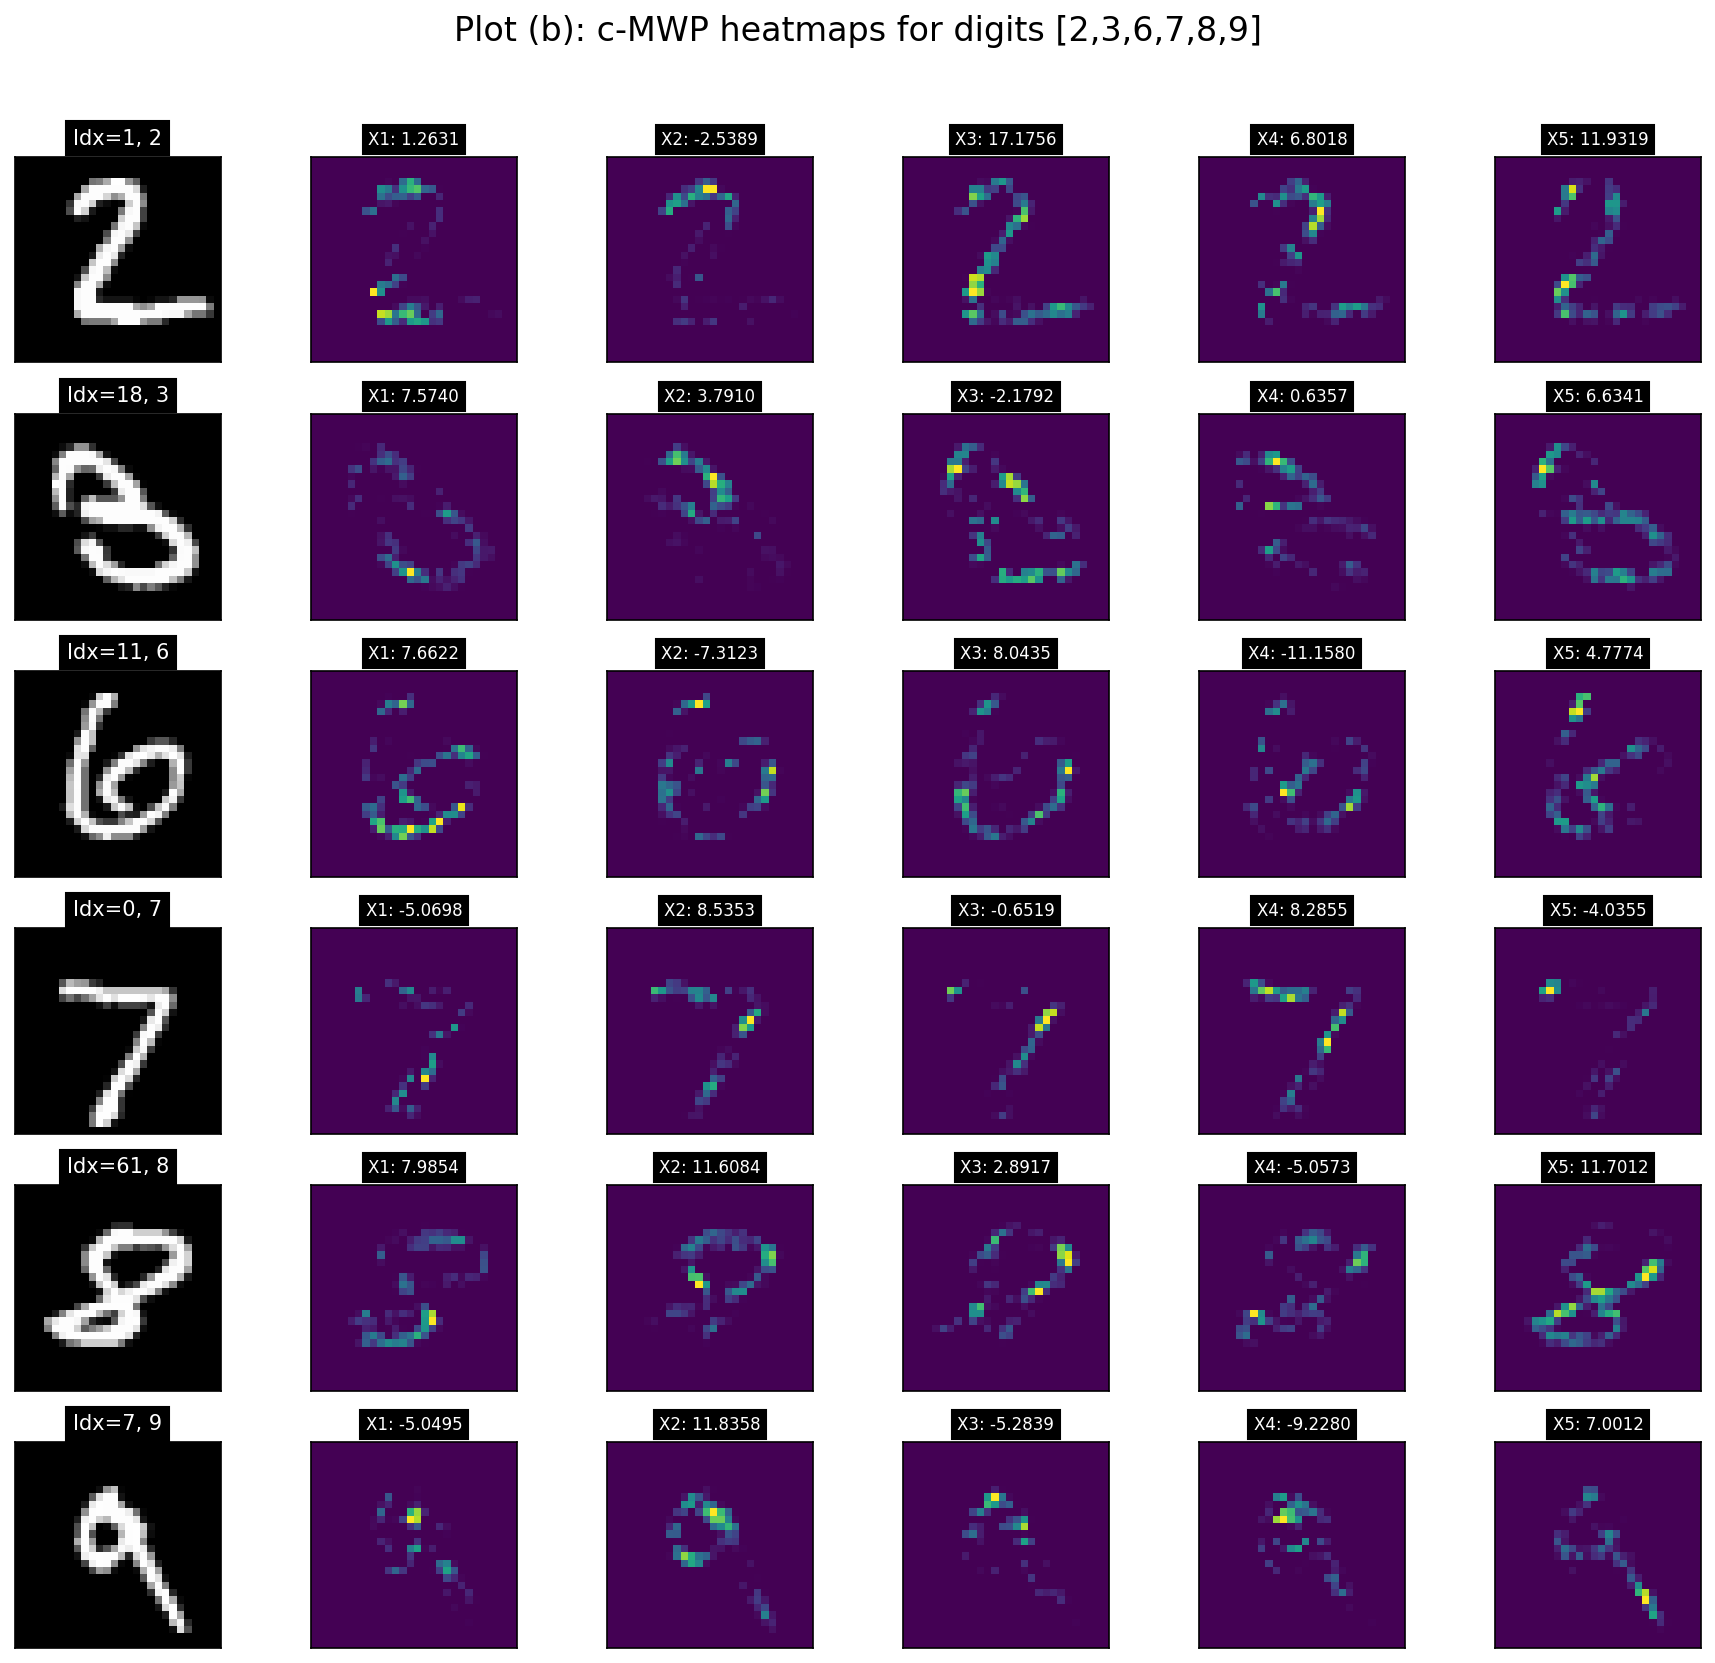 Plot (b): c-MWP heatmaps for digits [2,3,6,7,8,9]
Idx=1, 2
X1: 1.2631
X2: -2.5389
X3: 17.1756
X4: 6.8018
X5: 11.9319
Idx=18, 3
X1: 7.5740
X2: 3.7910
X3: -2.1792
X4: 0.6357
X5: 6.6341
Idx=11, 6
X1: 7.6622
X2: -7.3123
X3: 8.0435
X4: -11.1580
X5: 4.7774
Idx=0, 7
X1: -5.0698
X2: 8.5353
X3: -0.6519
X4: 8.2855
X5: -4.0355
Idx=61, 8
X1: 7.9854
X2: 11.6084
X3: 2.8917
X4: -5.0573
X5: 11.7012
Idx=7, 9
X1: -5.0495
X2: 11.8358
X3: -5.2839
X4: -9.2280
X5: 7.0012
2
3
6
7
8
9